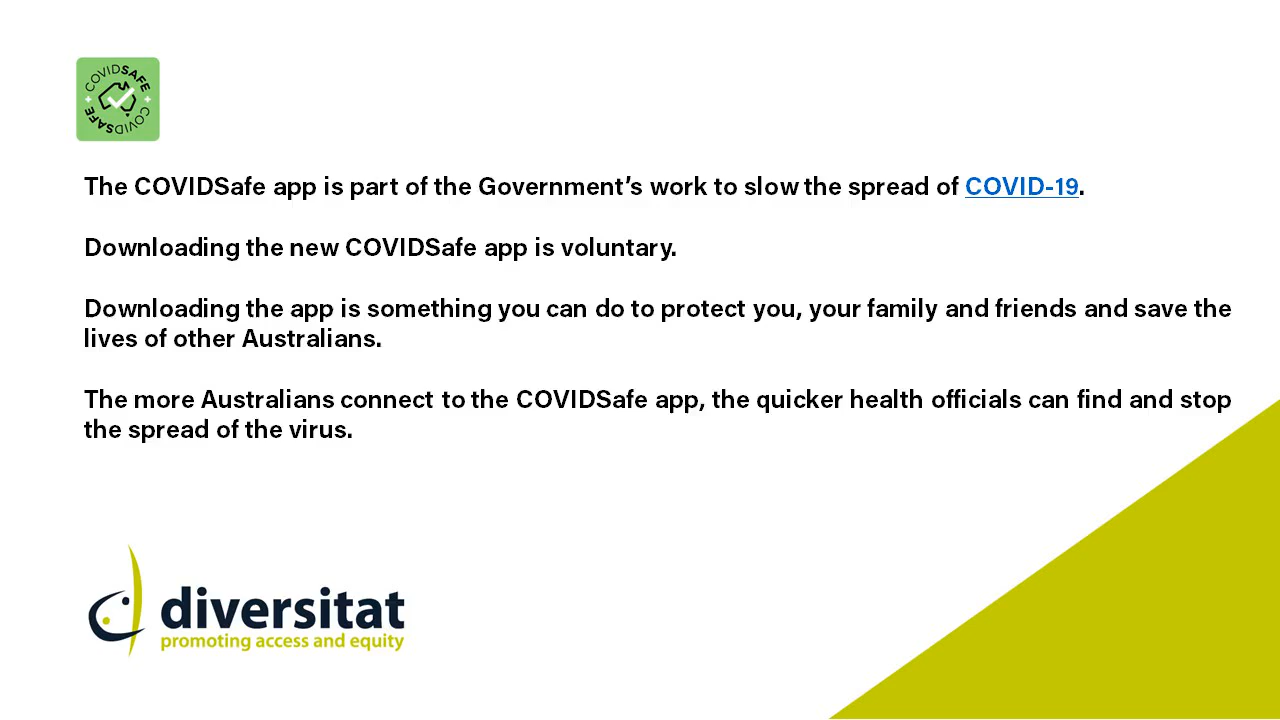 COVIDSAFE
COVIDSAFE
The COVIDSafe app is part of the Government’s work to slow the spread of COVID-19.
Downloading the new COVIDSafe app is voluntary.
Downloading the app is something you can do to protect you, your family and friends and save the
lives of other Australians.
The more Australians connect to the COVIDSafe app, the quicker health officials can find and stop
the spread of the virus.
diversitat
promoting access and equity